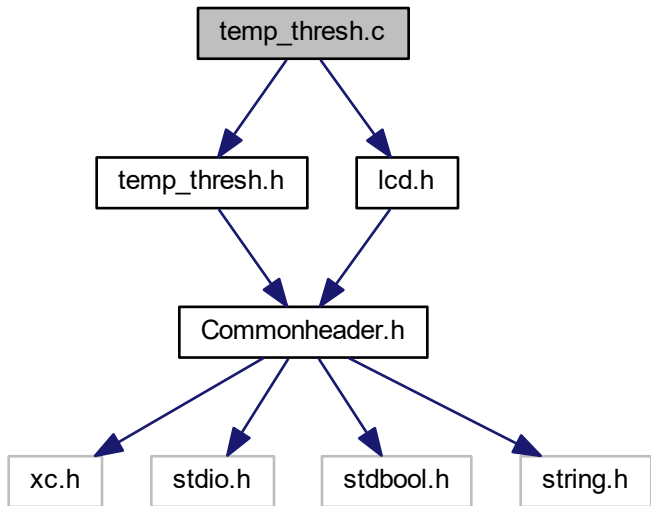 temp_thresh.c
temp_thresh.h
lcd.h
Commonheader.h
xc.h
stdio.h
stdbool.h
string.h